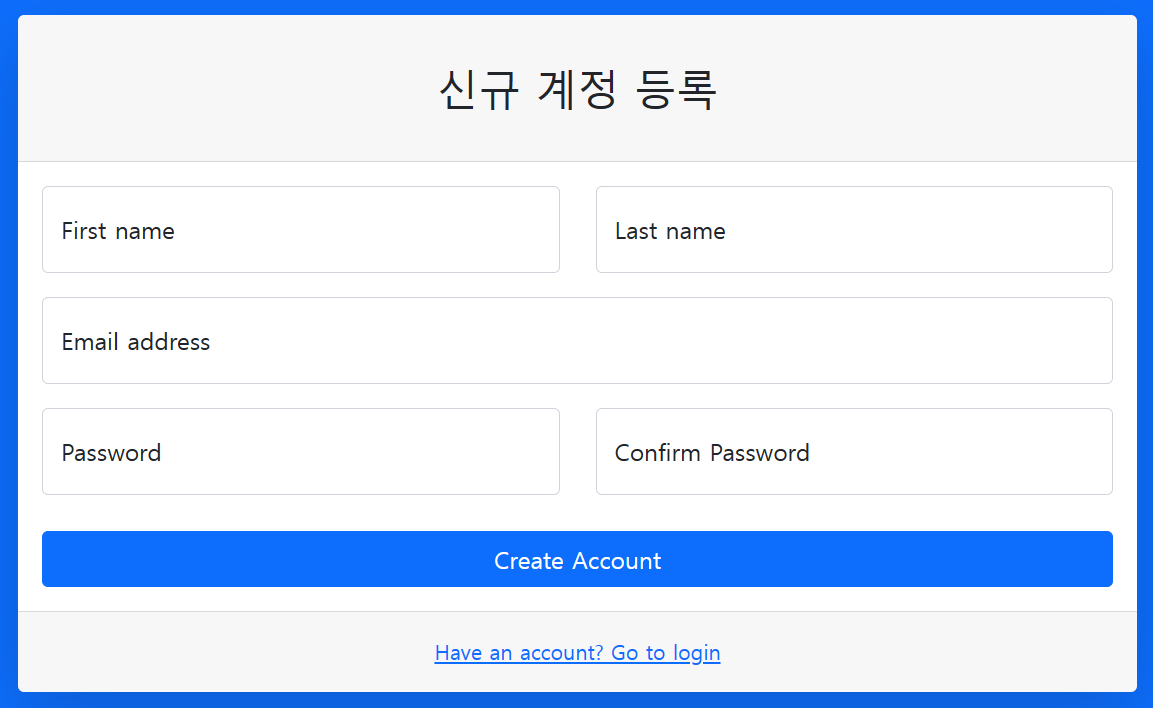 신규 계정 등록
First name
Last name
Email address
Password
Confirm Password
Create Account
Have an account? Go to login